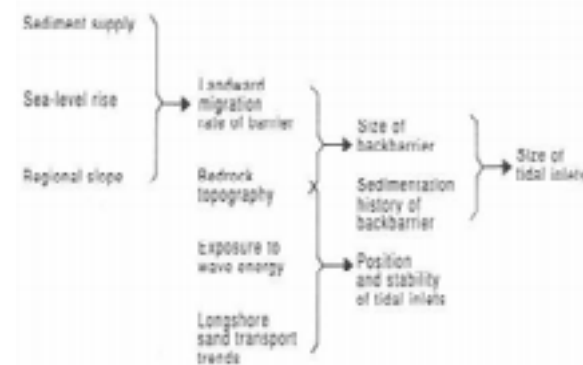 Sediment supply
Sea-level rise
Regional slope
Landward
migration
rate of barrier
Bedrock
topography
Exposure to
wave energy
Longshore
sand transport
trends
Size of
backbarrier
Sedimentation
history of
backbarrier
Position
and stability
of tidal inlets
Size of
tidal inlets